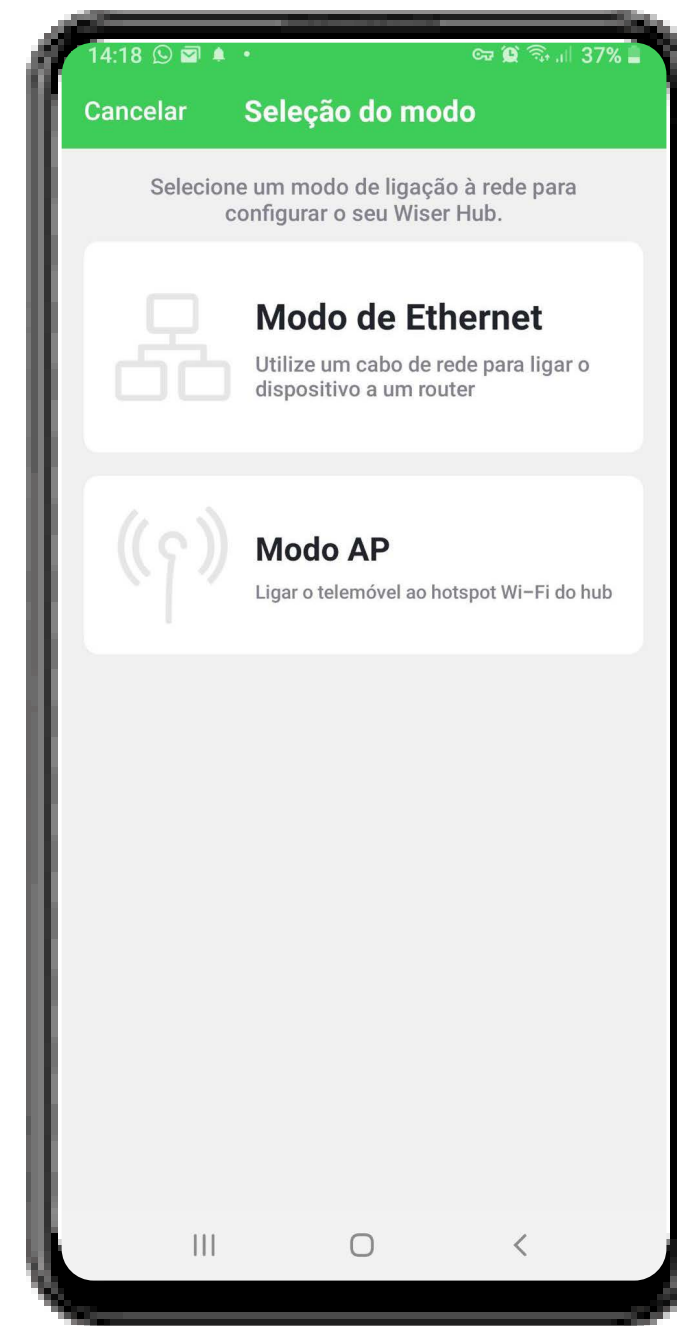 14:18
37%
Cancelar
Seleção do modo
Selecione um modo de ligação à rede para
configurar o seu Wiser Hub.
Modo de Ethernet
Utilize um cabo de rede para ligar o
dispositivo a um router
Modo AP
Ligar o telemóvel ao hotspot Wi-Fi do hub